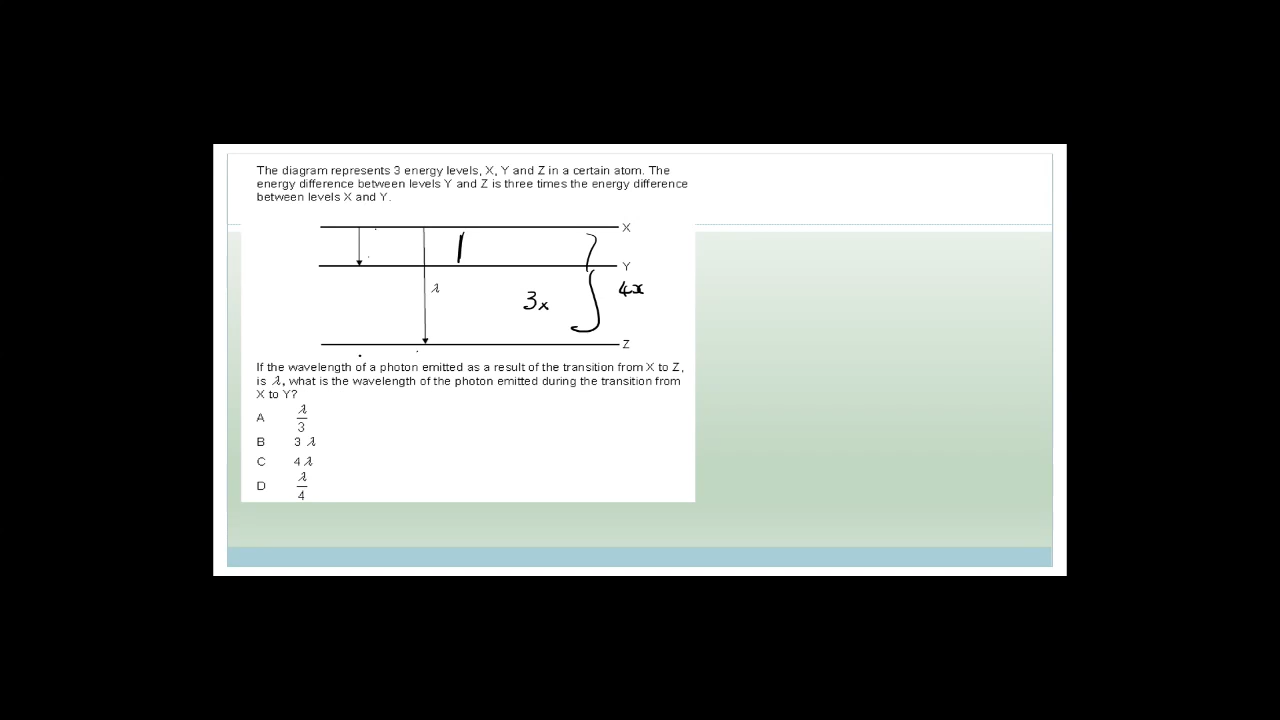 The diagram represents 3 energy levels, X, Y and Z in a certain atom. The
energy difference between levels Y and Z is three times the energy difference
between levels X and Y.
X
1
Y
λ
3x
4x
Z
If the wavelength of a photon emitted as a result of the transition from X to Z,
is λ, what is the wavelength of the photon emitted during the transition from
X to Y?
A λ/3
B 3 λ
C 4 λ
D λ/4